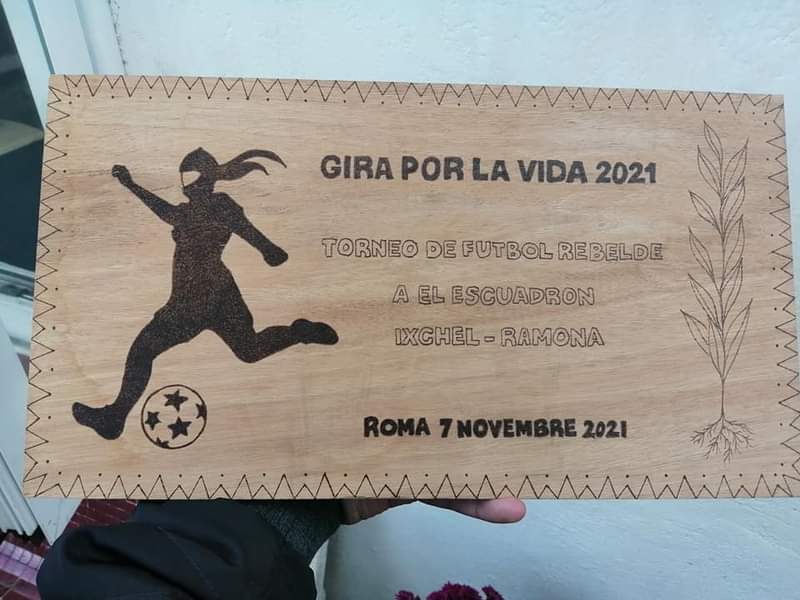 GIRA POR LA VIDA 2021
TORNEO DE FUTBOL REBELDE
A EL ESCUADRON
IXCHEL - RAMONA
ROMA 7 NOVEMBRE 2021